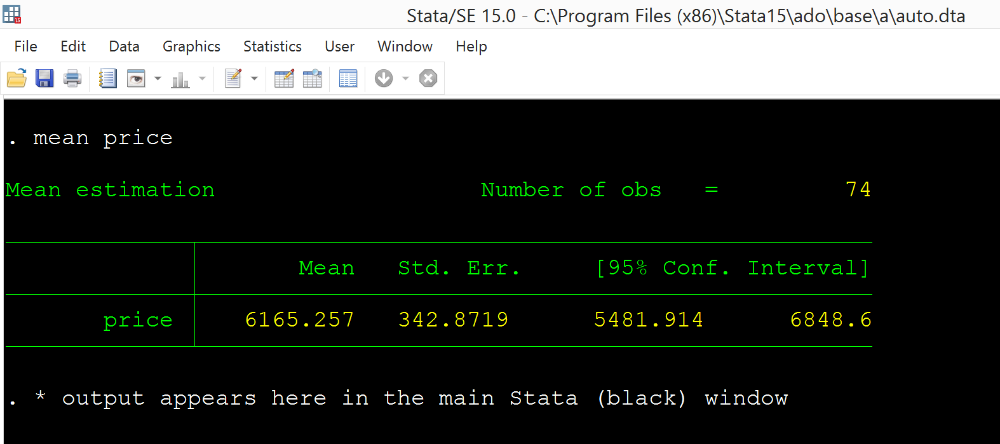 Stata/SE 15.0 - C:\Program Files (x86)\Stata15\ado\base\a\auto.dta
15
File Edit Data Graphics Statistics User Window Help
. mean price
Mean estimation Number of obs = 74
Mean Std. Err. [95% Conf. Interval]
price 6165.257 342.8719 5481.914 6848.6
. * output appears here in the main Stata (black) window